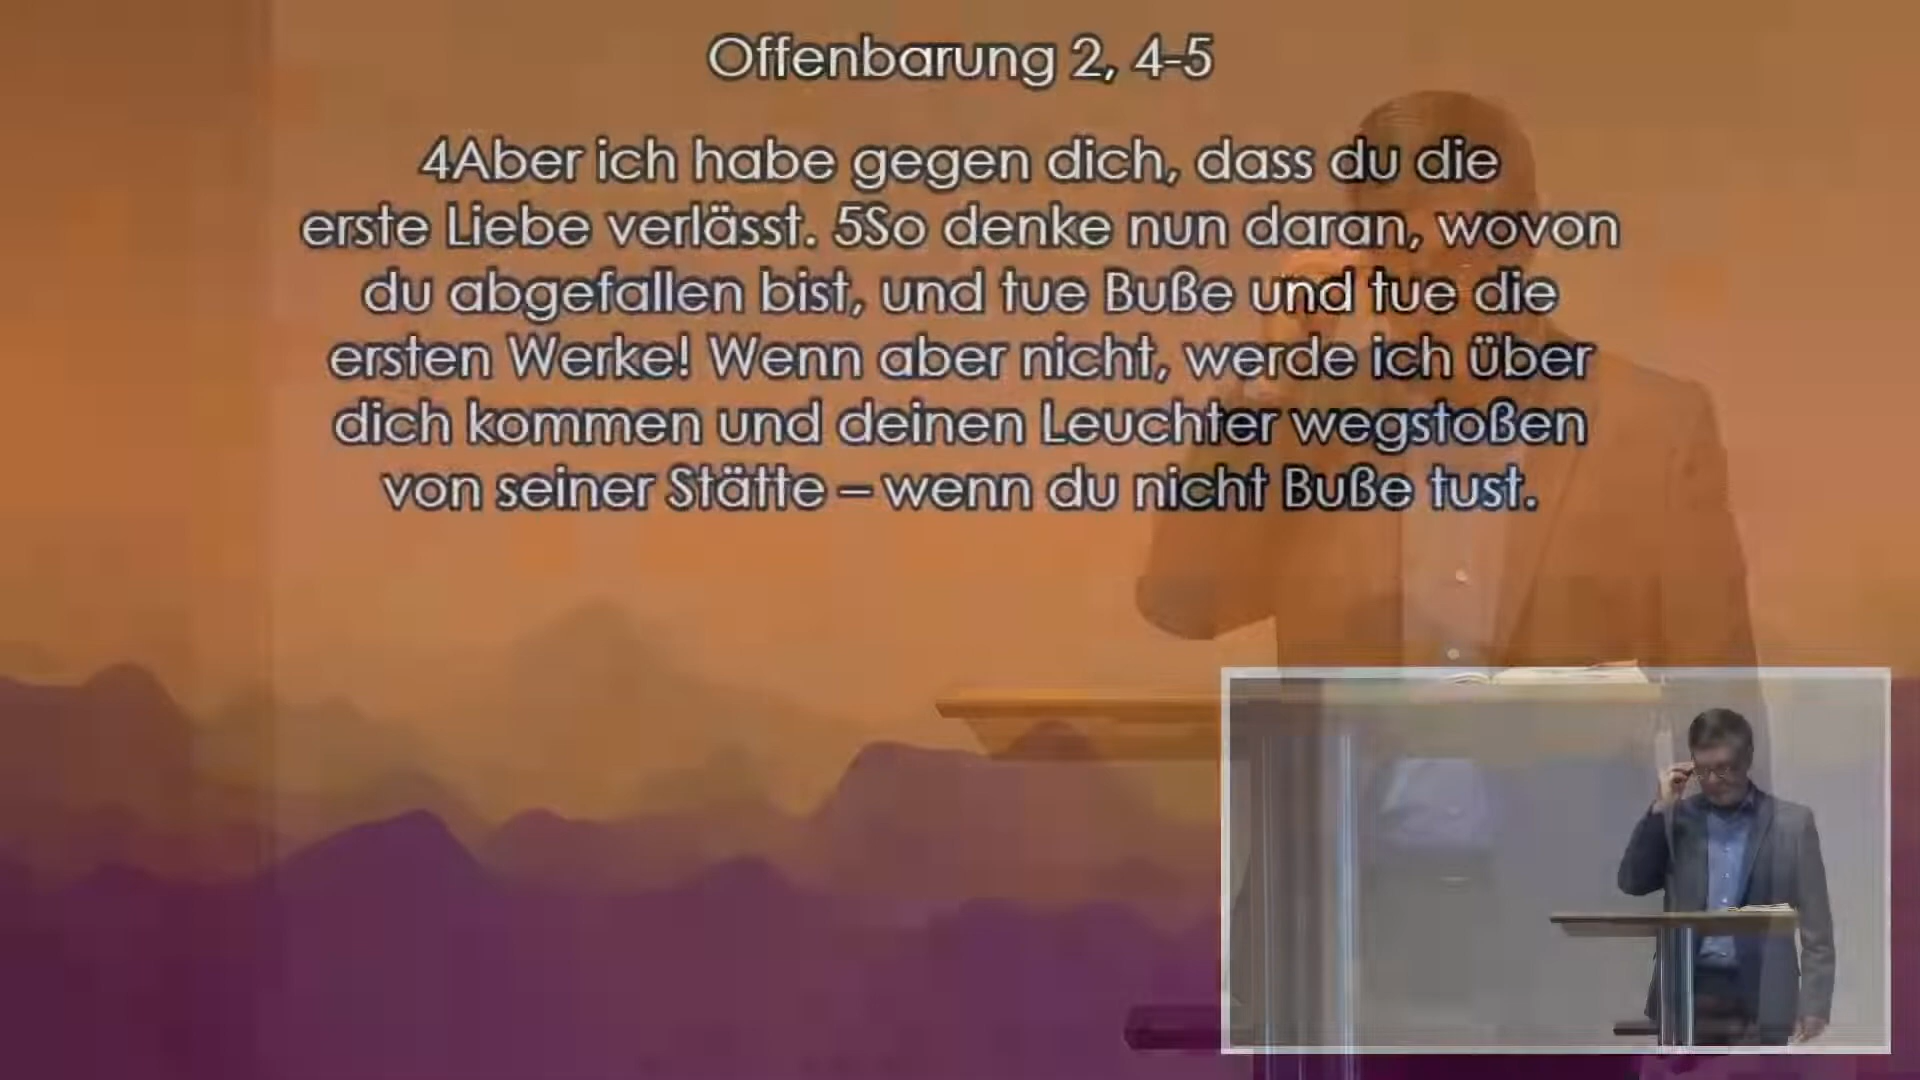 Offenbarung 2, 4-5
4Aber ich habe gegen dich, dass du die
erste Liebe verlässt. 5So denke nun daran, wovon
du abgefallen bist, und tue Buße und tue die
ersten Werke! Wenn aber nicht, werde ich über
dich kommen und deinen Leuchter wegstoßen
von seiner Stätte – wenn du nicht Buße tust.